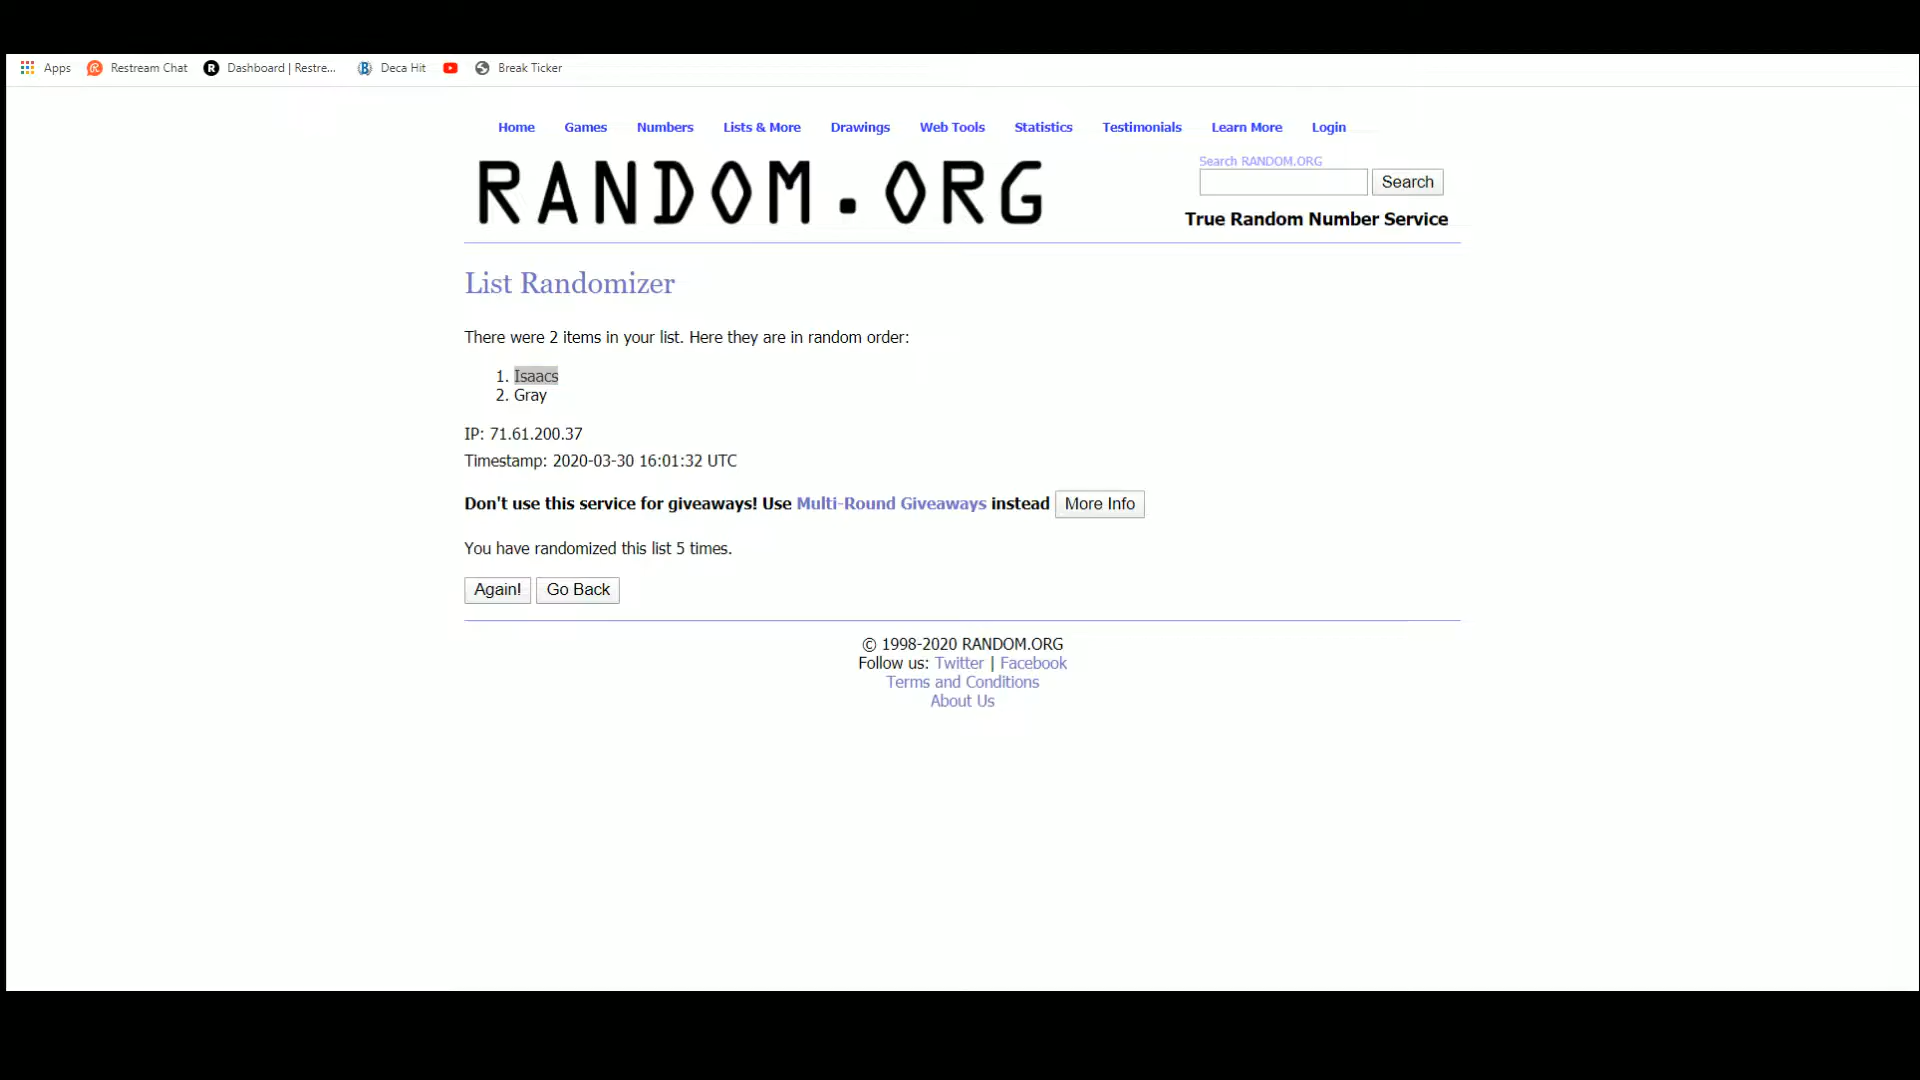 Apps Restream Chat Dashboard | Restre... Deca Hit Break Ticker
Home Games Numbers Lists & More Drawings Web Tools Statistics Testimonials Learn More Login
RANDOM.ORG
Search RANDOM.ORG
Search
True Random Number Service
List Randomizer
There were 2 items in your list. Here they are in random order:
1. Isaacs
2. Gray
IP: 71.61.200.37
Timestamp: 2020-03-30 16:01:32 UTC
Don't use this service for giveaways! Use Multi-Round Giveaways instead More Info
You have randomized this list 5 times.
Again! Go Back
© 1998-2020 RANDOM.ORG
Follow us: Twitter | Facebook
Terms and Conditions
About Us